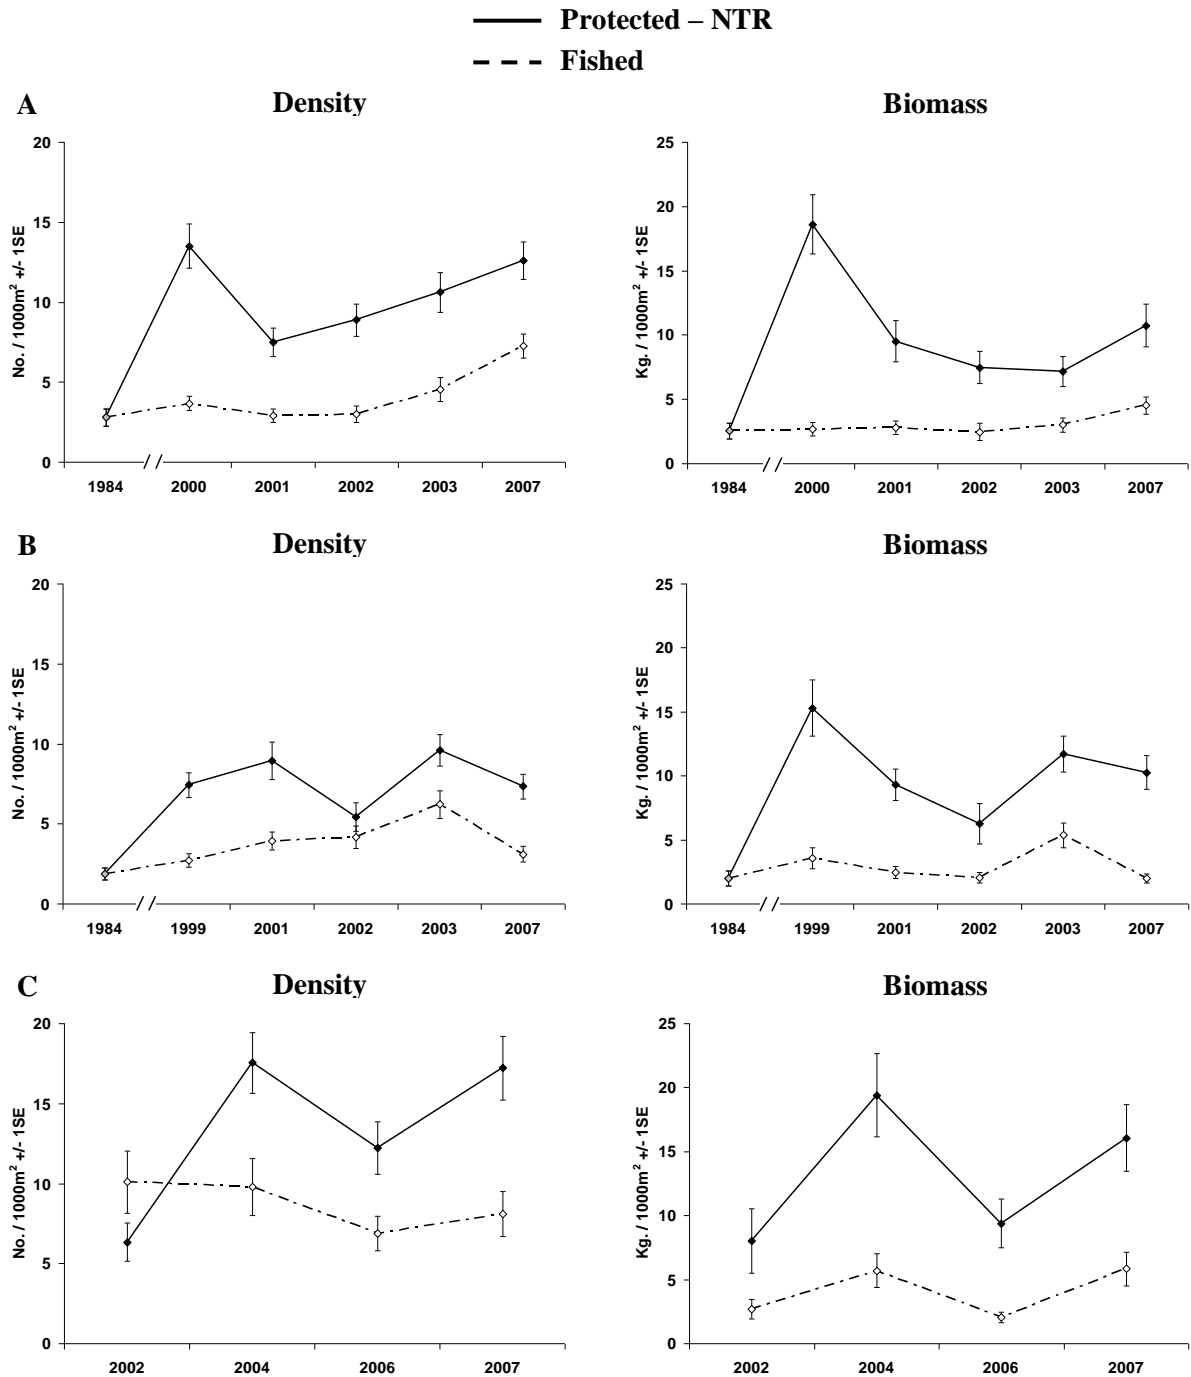 Protected – NTR
Fished
A
Density
Biomass
No. / 1000m² +/- 1SE
20
15
10
5
0
1984 // 2000 2001 2002 2003 2007
Kg. / 1000m² +/- 1SE
25
20
15
10
5
0
1984 // 2000 2001 2002 2003 2007
B
Density
Biomass
No. / 1000m² +/- 1SE
20
15
10
5
0
1984 // 1999 2001 2002 2003 2007
Kg. / 1000m² +/- 1SE
25
20
15
10
5
0
1984 // 1999 2001 2002 2003 2007
C
Density
Biomass
No. / 1000m² +/- 1SE
20
15
10
5
0
2002 2004 2006 2007
Kg. / 1000m² +/- 1SE
25
20
15
10
5
0
2002 2004 2006 2007